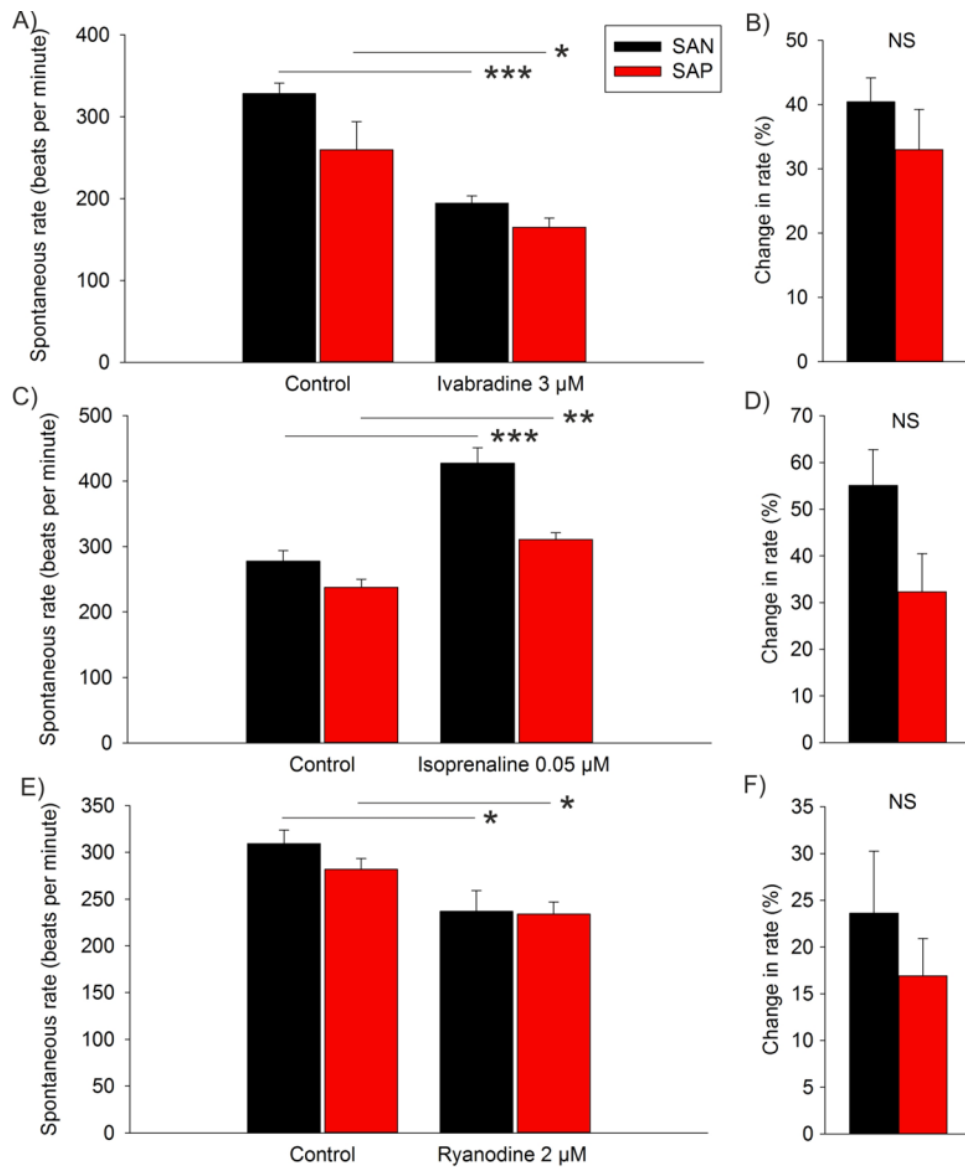 A)
Spontaneous rate (beats per minute)
400
300
200
100
0
*
***
SAN
SAP
Control
Ivabradine 3 µM
B)
NS
Change in rate (%)
50
40
30
20
10
0
C)
Spontaneous rate (beats per minute)
500
400
300
200
100
0
**
***
Control
Isoprenaline 0.05 µM
D)
NS
Change in rate (%)
70
60
50
40
30
20
10
0
E)
Spontaneous rate (beats per minute)
350
300
250
200
150
100
50
0
*
*
Control
Ryanodine 2 µM
F)
NS
Change in rate (%)
35
30
25
20
15
10
5
0